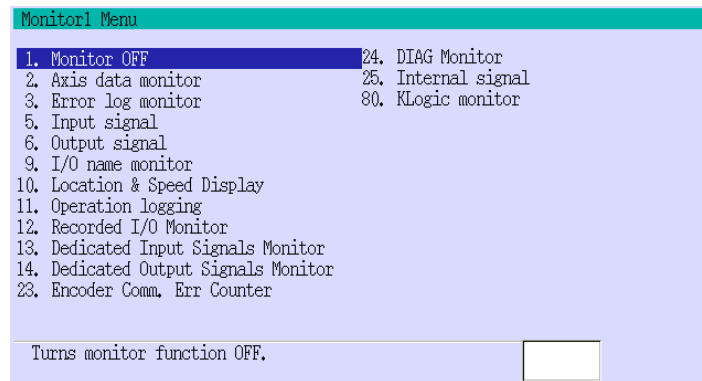 Monitor1 Menu
1. Monitor OFF
2. Axis data monitor
3. Error log monitor
5. Input signal
6. Output signal
9. I/O name monitor
10. Location & Speed Display
11. Operation logging
12. Recorded I/O Monitor
13. Dedicated Input Signals Monitor
14. Dedicated Output Signals Monitor
23. Encoder Comm. Err Counter
24. DIAG Monitor
25. Internal signal
80. KLogic monitor
Turns monitor function OFF.